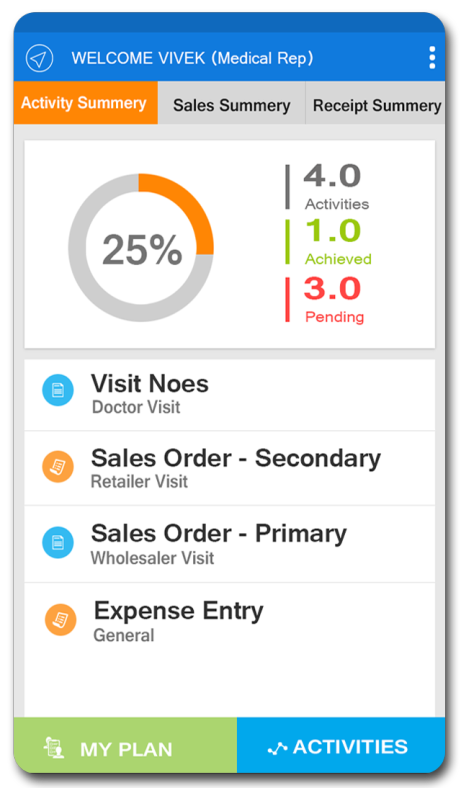 WELCOME VIVEK (Medical Rep)
Activity Summery
Sales Summery
Receipt Summery
25%
4.0
Activities
1.0
Achieved
3.0
Pending
Visit Noes
Doctor Visit
Sales Order - Secondary
Retailer Visit
Sales Order - Primary
Wholesaler Visit
Expense Entry
General
MY PLAN
ACTIVITIES